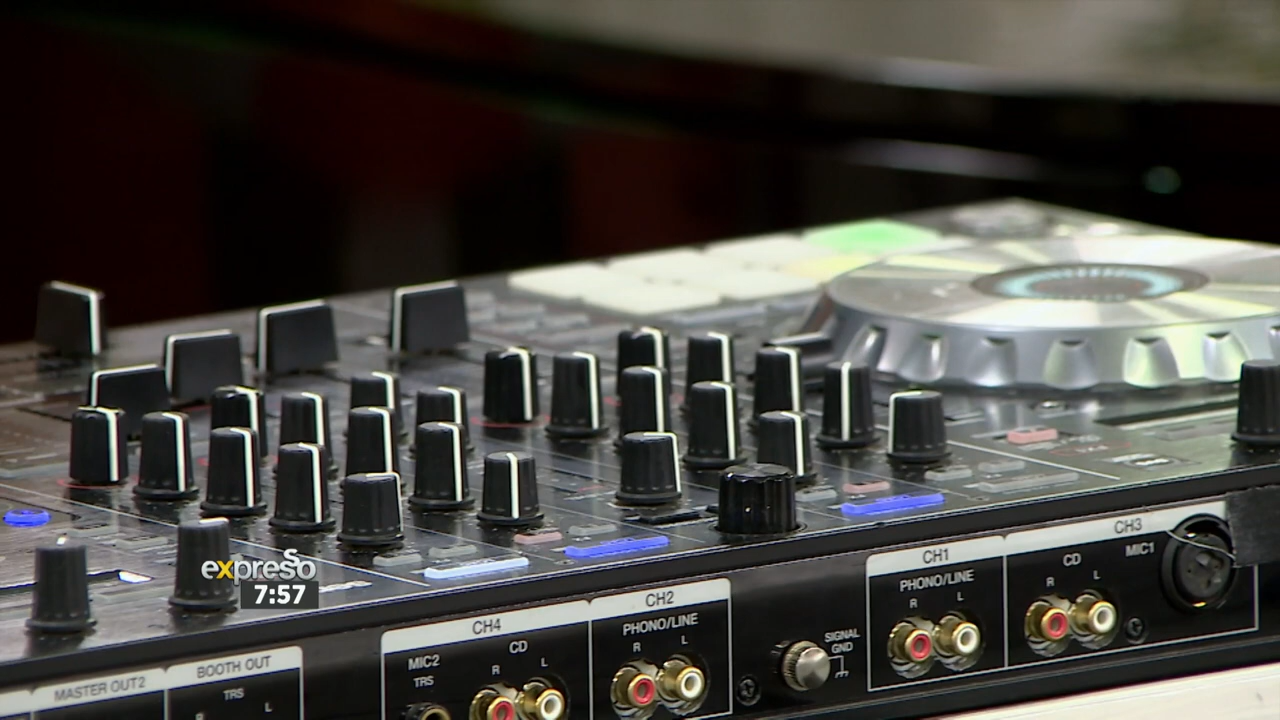 expresso
7:57
CH3
CD
R
L
MIC1
CH1
PHONO/LINE
R
L
SIGNAL
GND
CH2
PHONO/LINE
R
L
CH4
CD
R
L
MIC2
TRS
BOOTH OUT
TRS
R
L
MASTER OUT2